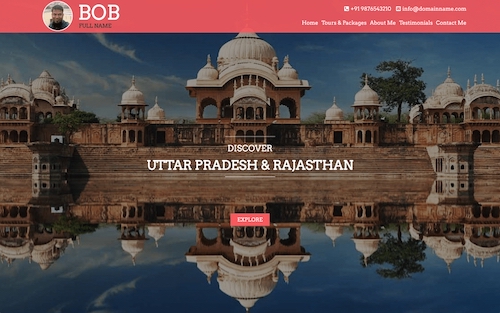 BOB
FULL NAME
+91 9876543210 info@domainname.com
Home Tours & Packages About Me Testimonials Contact Me
DISCOVER
UTTAR PRADESH & RAJASTHAN
EXPLORE